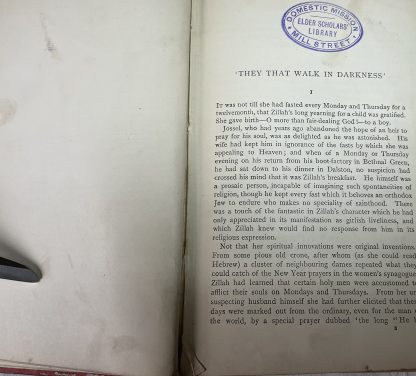 DOMESTIC MISSION
ELDER SCHOLARS'
LIBRARY
MILL STREET.
'THEY THAT WALK IN DARKNESS'
I
IT was not till she had fasted every Monday and Thursday for a
twelvemonth, that Zillah's long yearning for a child was gratified.
She gave birth—O more than fair-dealing God!—to a boy.
Jossel, who had years ago abandoned the hope of an heir to
pray for his soul, was as delighted as he was astonished. His
wife had kept him in ignorance of the fasts by which she was
appealing to Heaven; and when of a Monday or Thursday
evening on his return from his boot-factory in Bethnal Green,
he had sat down to his dinner in Dalston, no suspicion had
crossed his mind that it was Zillah's breakfast. He himself was
a prosaic person, incapable of imagining such spontaneities of
religion, though he kept every fast which it behoves an orthodox
Jew to endure who makes no speciality of sainthood. There
was a touch of the fantastic in Zillah's character which he had
only appreciated in its manifestation as girlish liveliness, and
which Zillah knew would find no response from him in its
religious expression.
Not that her spiritual innovations were original inventions.
From some pious old crone, after whom (as she could read
Hebrew) a cluster of neighbouring dames repeated what they
could catch of the New Year prayers in the women's synagogue,
Zillah had learned that certain holy men were accustomed to
afflict their souls on Mondays and Thursdays. From her un-
suspecting husband himself she had further elicited that these
days were marked out from the ordinary, even for the man of
the world, by a special prayer dubbed 'the long "He